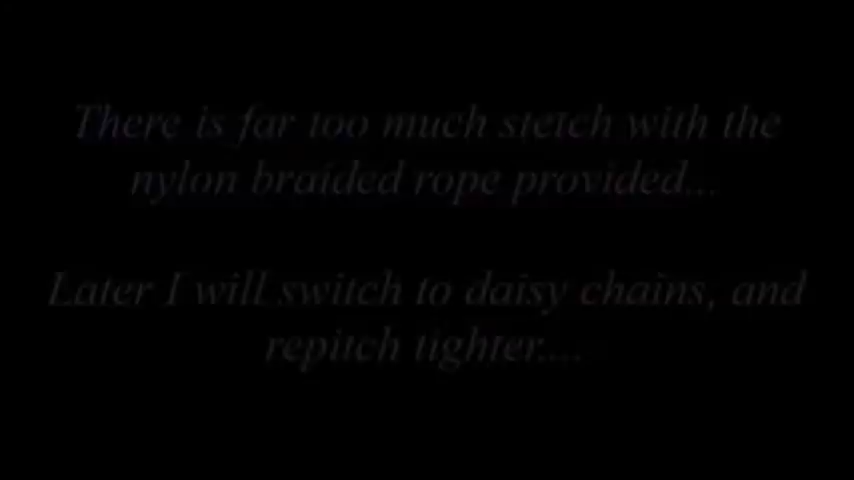 There is far too much stetch with the
nylon braided rope provided...
Later I will switch to daisy chains, and
repitch tighter....